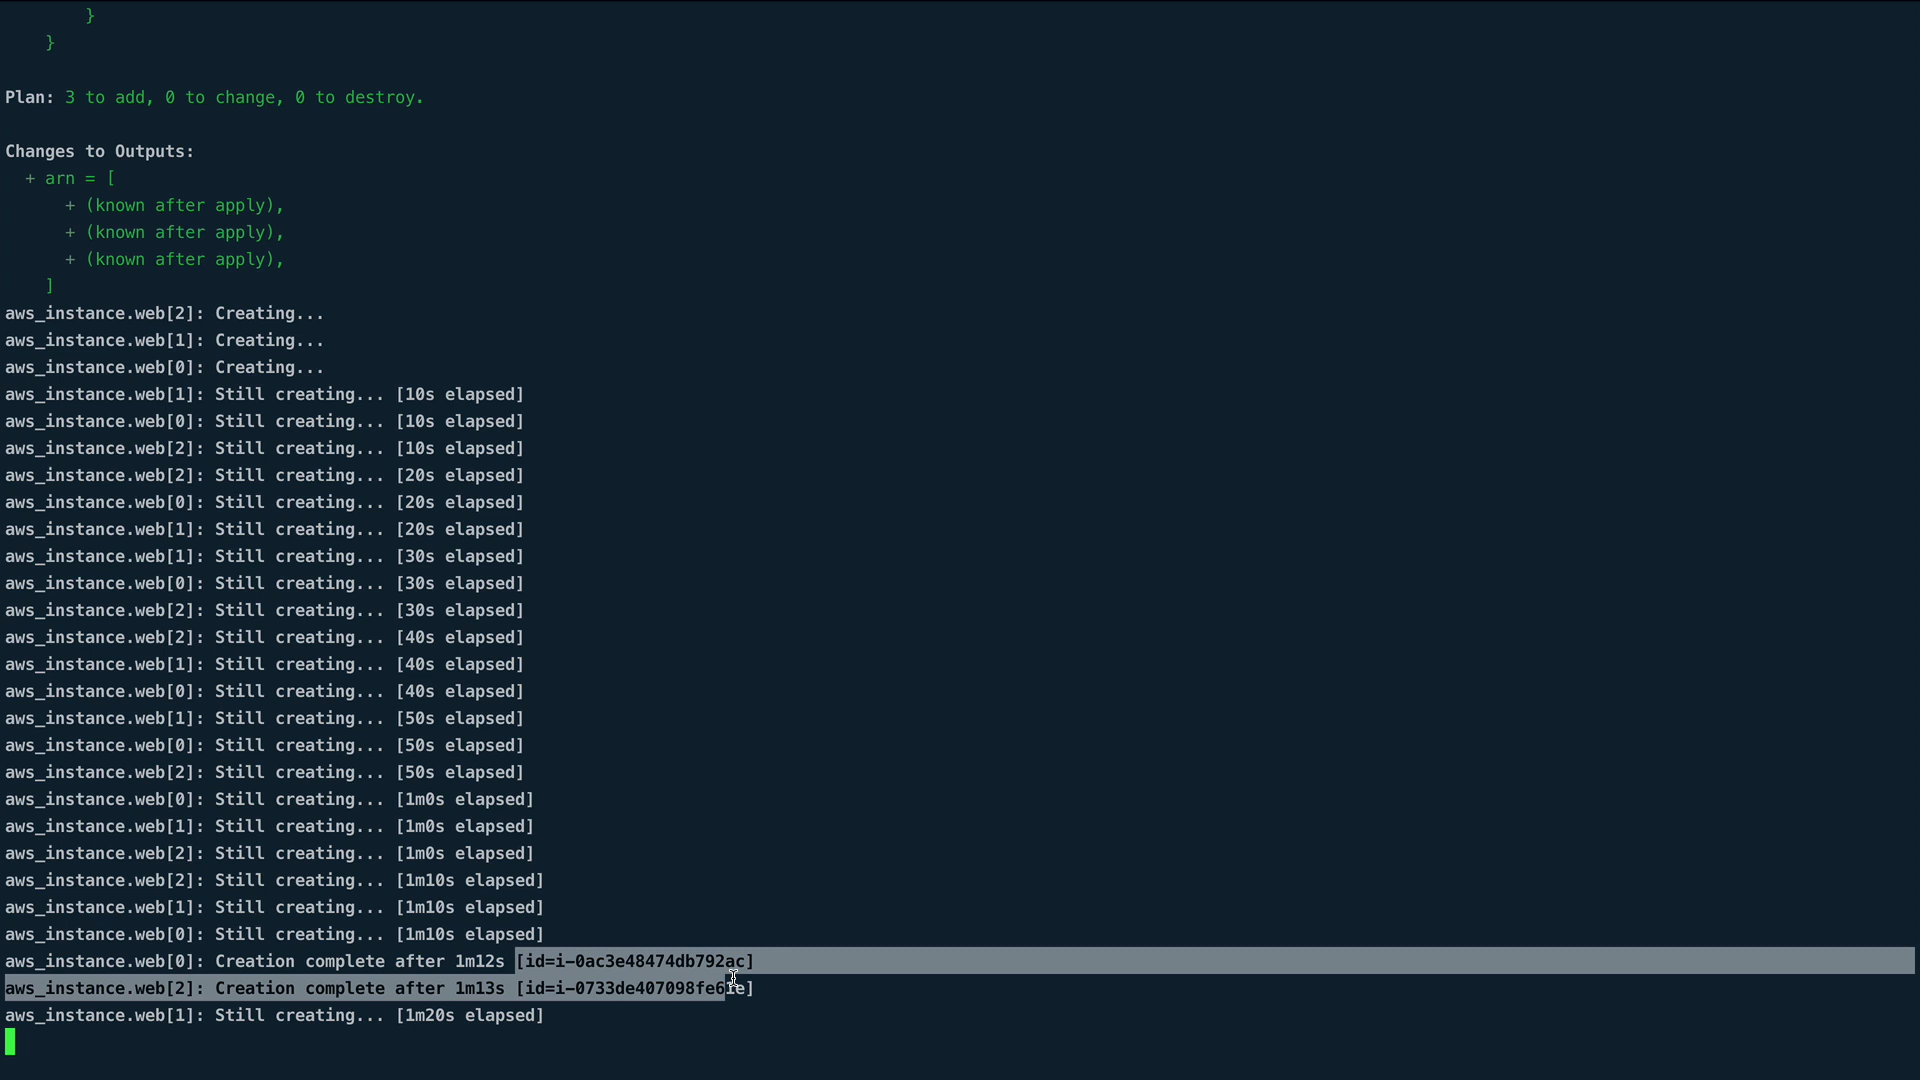 }
}
Plan: 3 to add, 0 to change, 0 to destroy.
Changes to Outputs:
+ arn = [
+ (known after apply),
+ (known after apply),
+ (known after apply),
]
aws_instance.web[2]: Creating...
aws_instance.web[1]: Creating...
aws_instance.web[0]: Creating...
aws_instance.web[1]: Still creating... [10s elapsed]
aws_instance.web[0]: Still creating... [10s elapsed]
aws_instance.web[2]: Still creating... [10s elapsed]
aws_instance.web[2]: Still creating... [20s elapsed]
aws_instance.web[0]: Still creating... [20s elapsed]
aws_instance.web[1]: Still creating... [20s elapsed]
aws_instance.web[1]: Still creating... [30s elapsed]
aws_instance.web[0]: Still creating... [30s elapsed]
aws_instance.web[2]: Still creating... [30s elapsed]
aws_instance.web[2]: Still creating... [40s elapsed]
aws_instance.web[1]: Still creating... [40s elapsed]
aws_instance.web[0]: Still creating... [40s elapsed]
aws_instance.web[1]: Still creating... [50s elapsed]
aws_instance.web[0]: Still creating... [50s elapsed]
aws_instance.web[2]: Still creating... [50s elapsed]
aws_instance.web[0]: Still creating... [1m0s elapsed]
aws_instance.web[1]: Still creating... [1m0s elapsed]
aws_instance.web[2]: Still creating... [1m0s elapsed]
aws_instance.web[2]: Still creating... [1m10s elapsed]
aws_instance.web[1]: Still creating... [1m10s elapsed]
aws_instance.web[0]: Still creating... [1m10s elapsed]
aws_instance.web[0]: Creation complete after 1m12s [id=i-0ac3e48474db792ac]
aws_instance.web[2]: Creation complete after 1m13s
aws_instance.web[1]: Still creating... [1m20s elapsed]